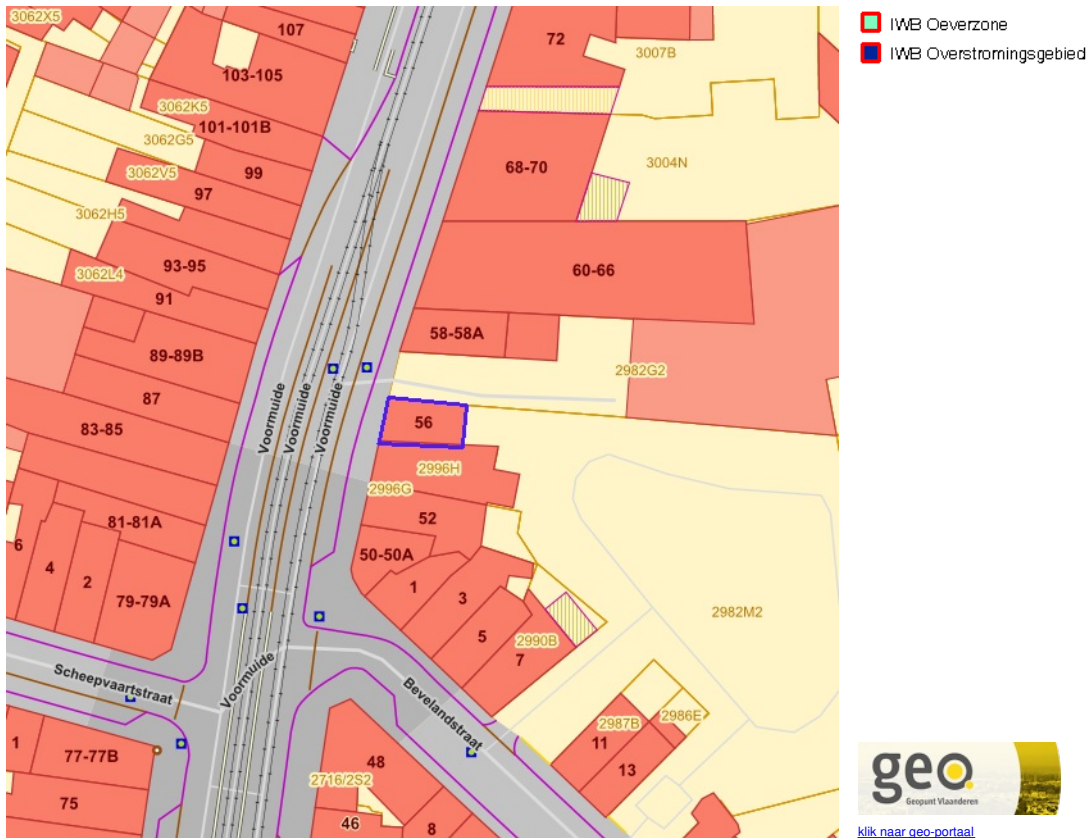 3062X5
107
72
3007B
103-105
3062K5
101-101B
3062G5
99
3062V5
97
3062H5
68-70
3004N
93-95
3062L4
91
60-66
89-89B
58-58A
2982G2
87
Voormuide
Voormuide
Voormuide
83-85
56
2996H
2996G
52
81-81A
6
4
2
79-79A
50-50A
1
3
5
7
2990B
2982M2
Scheepvaartstraat
Voormuide
Bevelandstraat
2987B
2986E
11
13
1
77-77B
75
2716/2S2
48
46
8
IWB Oeverzone
IWB Overstromingsgebied
geo
Geopunt Vlaanderen
klik naar geo-portaal